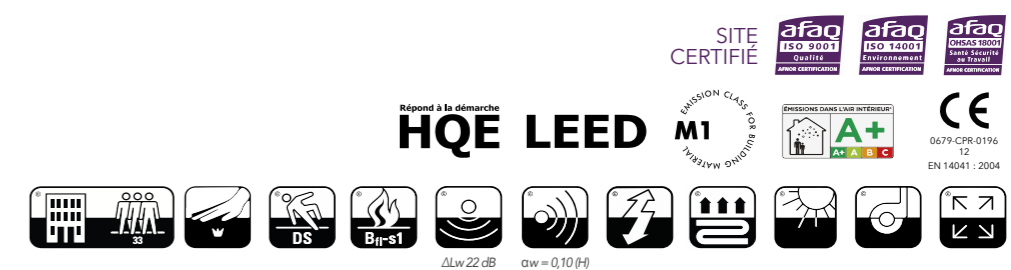 SITE
CERTIFIÉ
afaq
ISO 9001
Qualité
AFNOR CERTIFICATION
afaq
ISO 14001
Environnement
AFNOR CERTIFICATION
afaq
OHSAS 18001
Santé Sécurité
au Travail
AFNOR CERTIFICATION
Répond à la démarche
HQE LEED
M1
EMISSION CLASS FOR BUILDING MATERIAL
ÉMISSIONS DANS L'AIR INTÉRIEUR*
A+
A+ A B C
CE
0679-CPR-0196
12
EN 14041 : 2004
©
33
©
DS
©
Bfl-s1
©
ΔLw 22 dB
©
αw = 0,10 (H)
©
©
©
©
©